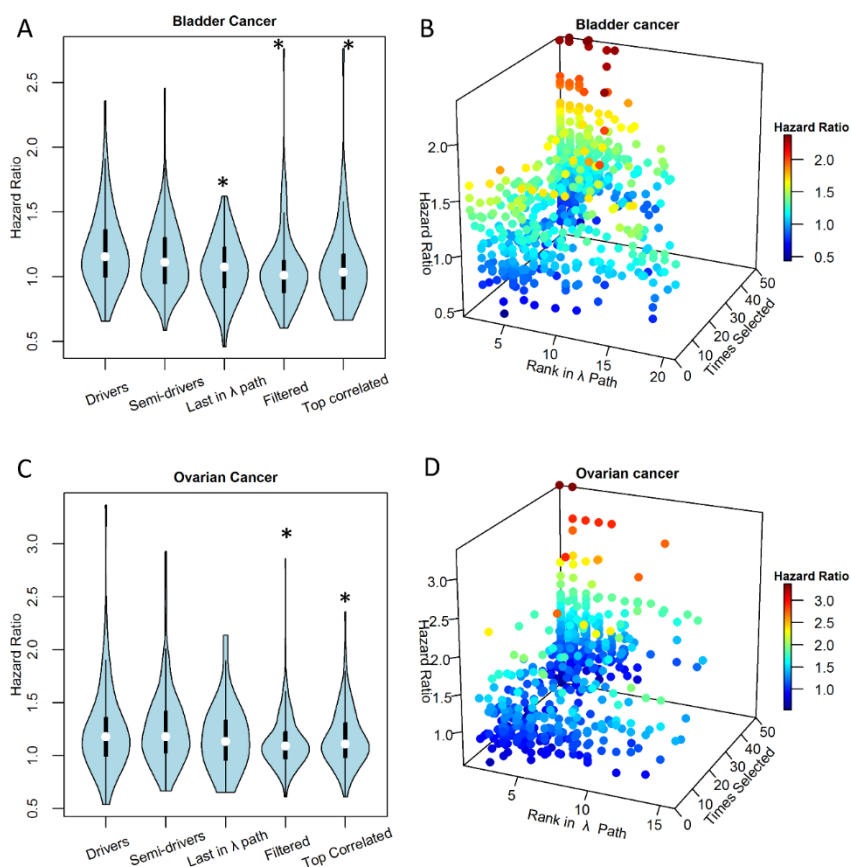 A
Bladder Cancer
Hazard Ratio
2.5
2.0
1.5
1.0
0.5
*
*
*
Drivers
Semi-drivers
Last in λ path
Filtered
Top correlated
B
Bladder cancer
Hazard Ratio
2.0
1.5
1.0
0.5
5
10
15
20
Rank in λ Path
0
10
20
30
40
50
Times Selected
Hazard Ratio
2.0
1.5
1.0
0.5
C
Ovarian Cancer
Hazard Ratio
3.0
2.5
2.0
1.5
1.0
0.5
*
*
Drivers
Semi-drivers
Last in λ path
Filtered
Top Correlated
D
Ovarian cancer
Hazard Ratio
3.0
2.5
2.0
1.5
1.0
5
10
15
Rank in λ Path
0
10
20
30
40
50
Times Selected
Hazard Ratio
3.0
2.5
2.0
1.5
1.0